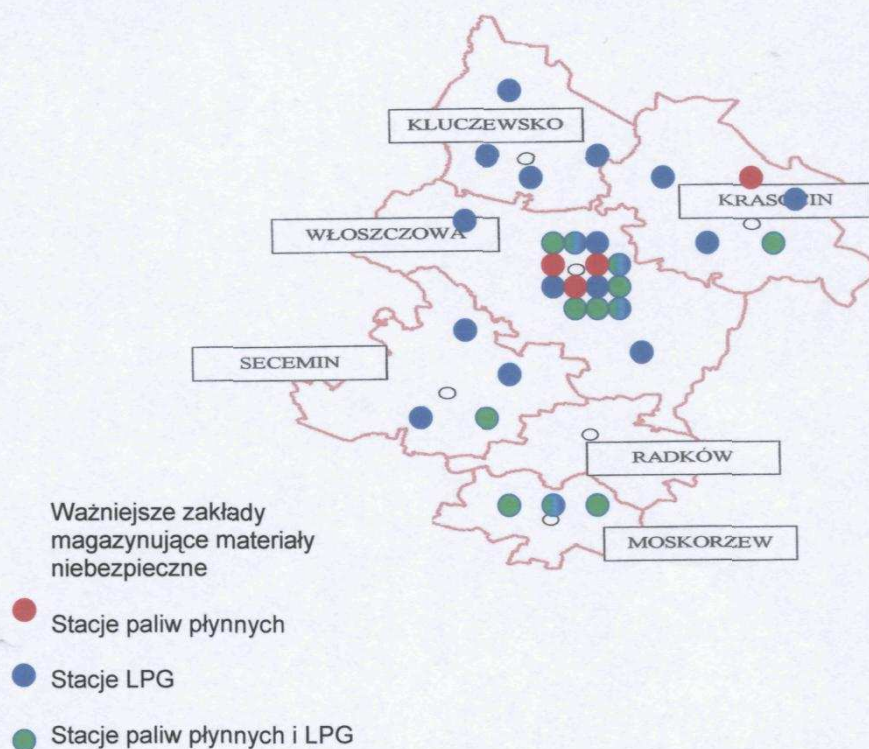 KLUCZEWSKO
KRASOCIN
WŁOSZCZOWA
SECEMIN
RADKÓW
MOSKORZEW
Ważniejsze zakłady
magazynujące materiały
niebezpieczne
Stacje paliw płynnych
Stacje LPG
Stacje paliw płynnych i LPG